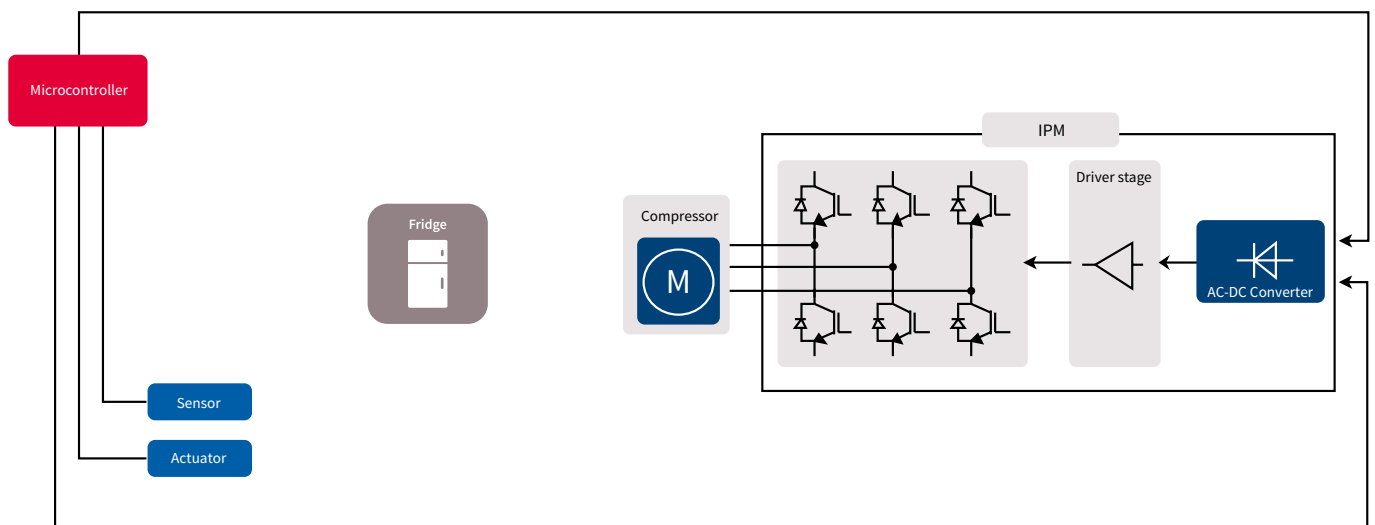 Microcontroller
IPM
Driver stage
Compressor
Fridge
M
AC-DC Converter
Sensor
Actuator